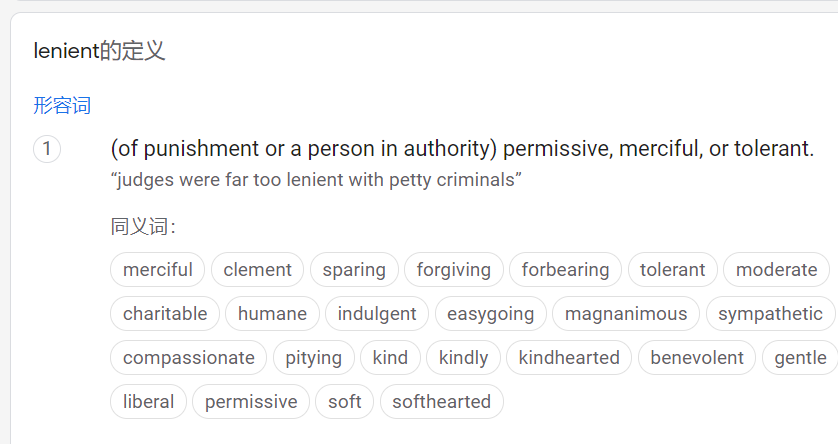 lenient的定义
形容词
1 (of punishment or a person in authority) permissive, merciful, or tolerant.
“judges were far too lenient with petty criminals”
同义词：
merciful clement sparing forgiving forbearing tolerant moderate
charitable humane indulgent easygoing magnanimous sympathetic
compassionate pitying kind kindly kindhearted benevolent gentle
liberal permissive soft softhearted